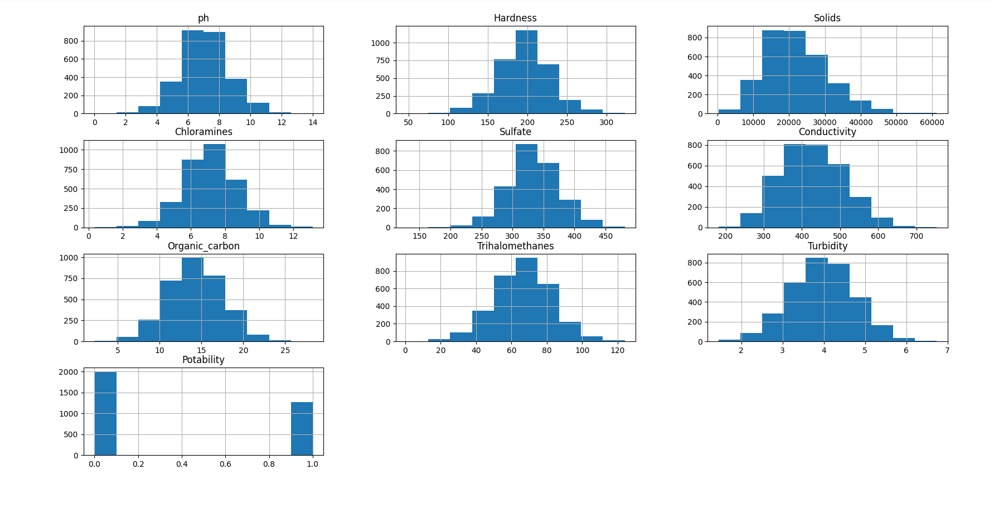 ph
Hardness
Solids
800
600
400
200
0
0 2 4 6 8 10 12 14
1000
750
500
250
0
50 100 150 200 250 300
800
600
400
200
0
0 10000 20000 30000 40000 50000 60000
Chloramines
Sulfate
Conductivity
1000
750
500
250
0
0 2 4 6 8 10 12
800
600
400
200
0
150 200 250 300 350 400 450
800
600
400
200
0
200 300 400 500 600 700
Organic_carbon
Trihalomethanes
Turbidity
1000
750
500
250
0
5 10 15 20 25
800
600
400
200
0
0 20 40 60 80 100 120
800
600
400
200
0
2 3 4 5 6 7
Potability
2000
1500
1000
500
0
0.0 0.2 0.4 0.6 0.8 1.0